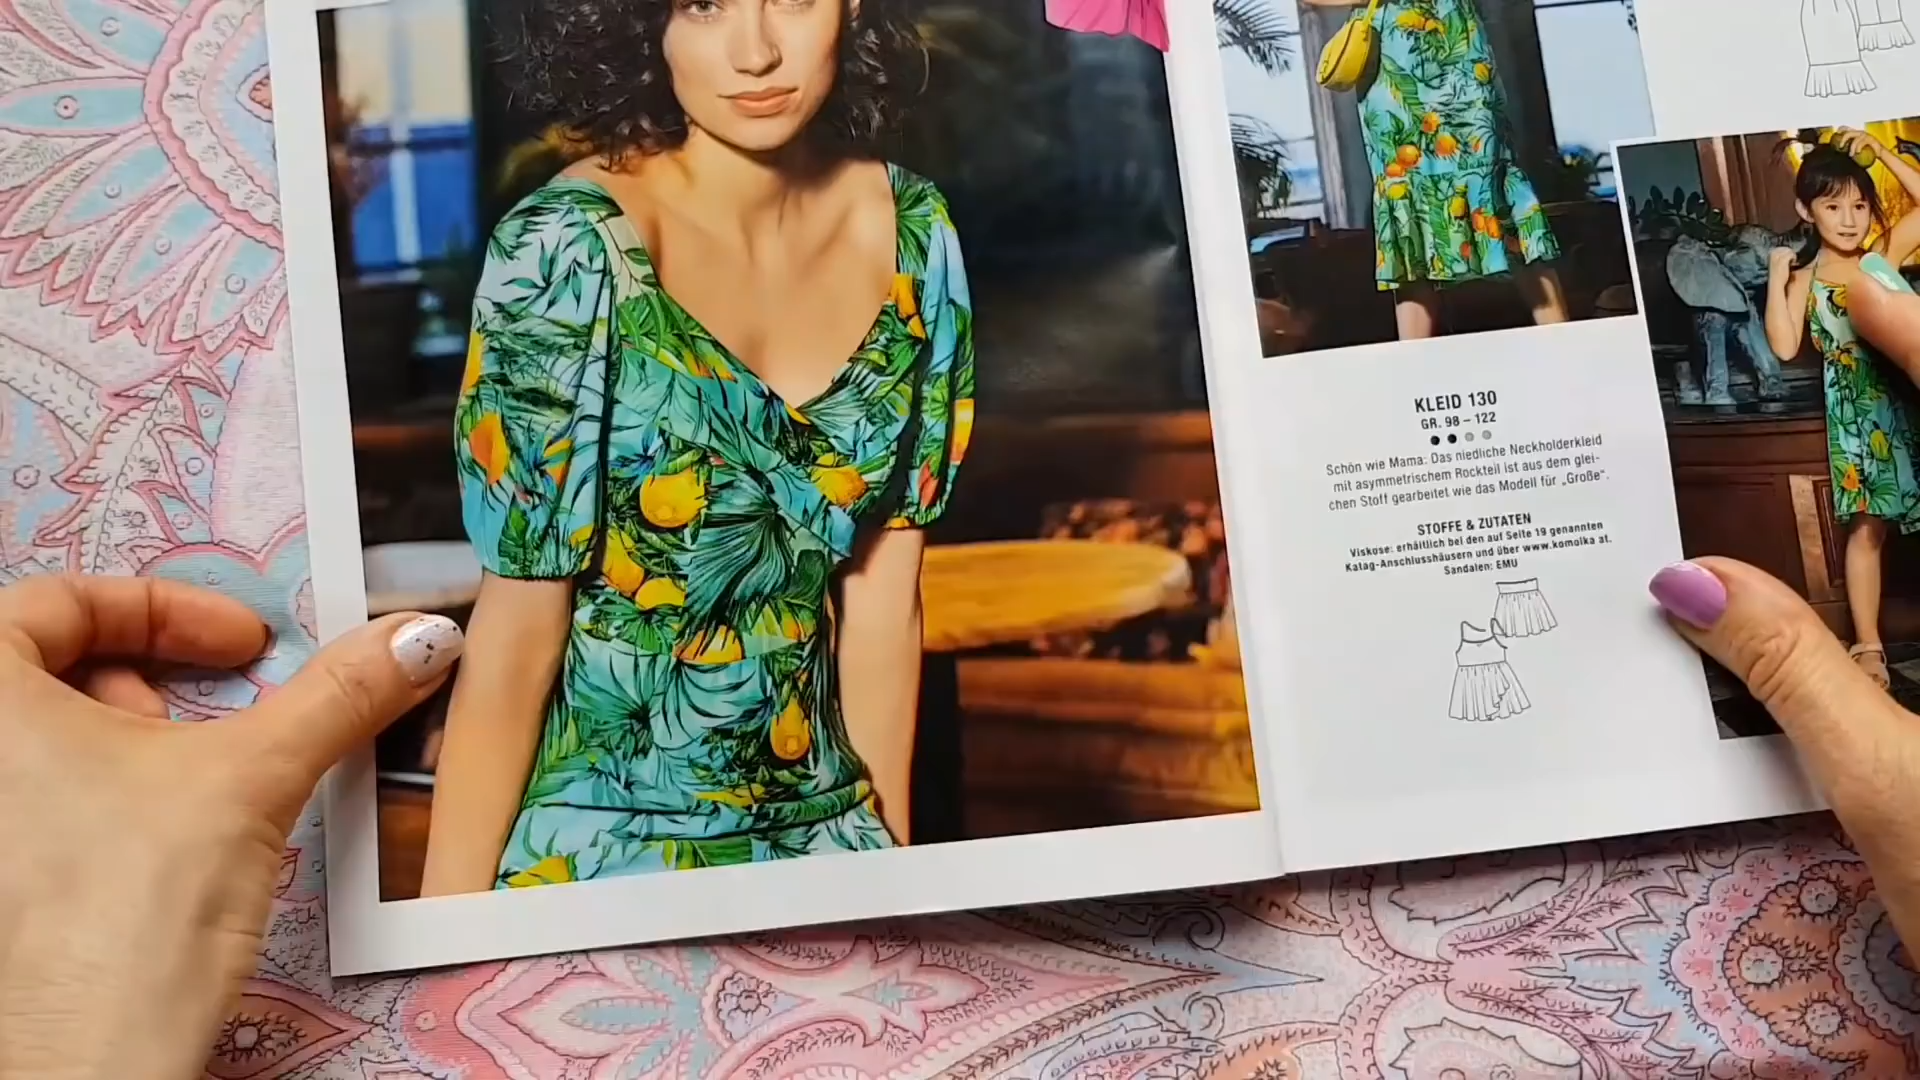 KLEID 130
GR. 98 – 122
Schön wie Mama: Das niedliche Neckholderkleid
mit asymmetrischem Rockteil ist aus dem glei-
chen Stoff gearbeitet wie das Modell für „Große“.
STOFFE & ZUTATEN
Viskose: erhältlich bei den auf Seite 19 genannten
Katag-Anschlusshäusern und über www.komolka at.
Sandalen: EMU